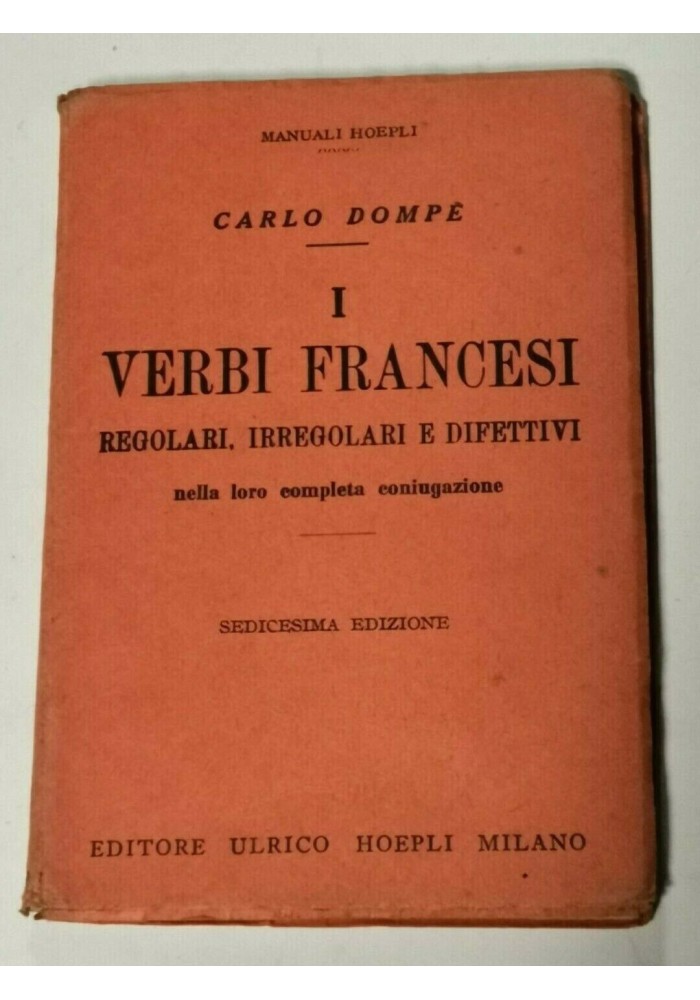 MANUALI HOEPLI
CARLO DOMPÈ
I
VERBI FRANCESI
REGOLARI, IRREGOLARI E DIFETTIVI
nella loro completa coniugazione
SEDICESIMA EDIZIONE
EDITORE ULRICO HOEPLI MILANO